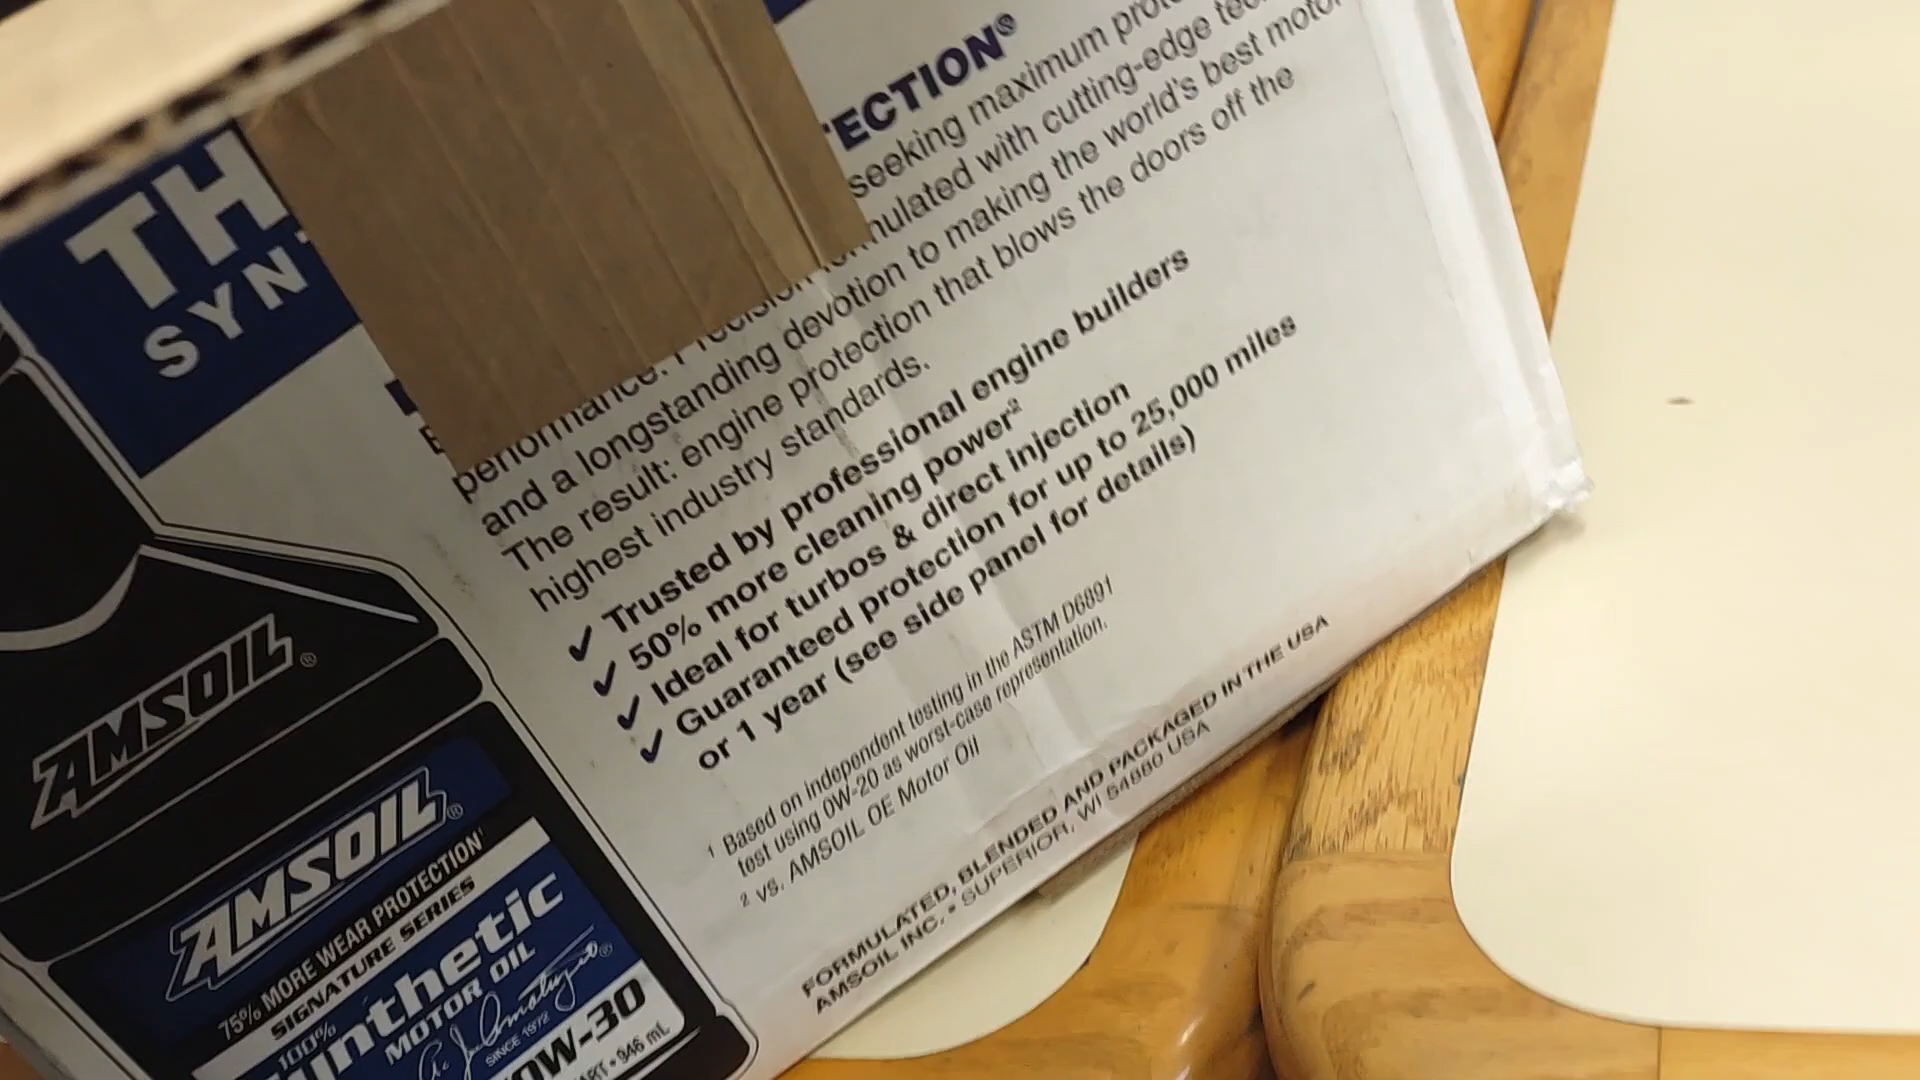 TH
SYN
TECTION®
seeking maximum
mulated with cutting-edge
performance.
and a longstanding devotion to making the world's best motor
The result: engine protection that blows the doors off the
highest industry standards.
✓ Trusted by professional engine builders
✓ 50% more cleaning power²
✓ Ideal for turbos & direct injection
✓ Guaranteed protection for up to 25,000 miles
or 1 year (see side panel for details)
¹ Based on independent testing in the ASTM D6891
test using 0W-20 as worst-case representation.
² vs. AMSOIL OE Motor Oil
FORMULATED, BLENDED AND PACKAGED IN THE USA
AMSOIL INC. • SUPERIOR, WI 54880 USA
AMSOIL®
AMSOIL®
75% MORE WEAR PROTECTION¹
SIGNATURE SERIES
100%
Synthetic
MOTOR OIL
SINCE 1972
0W-30
946 mL